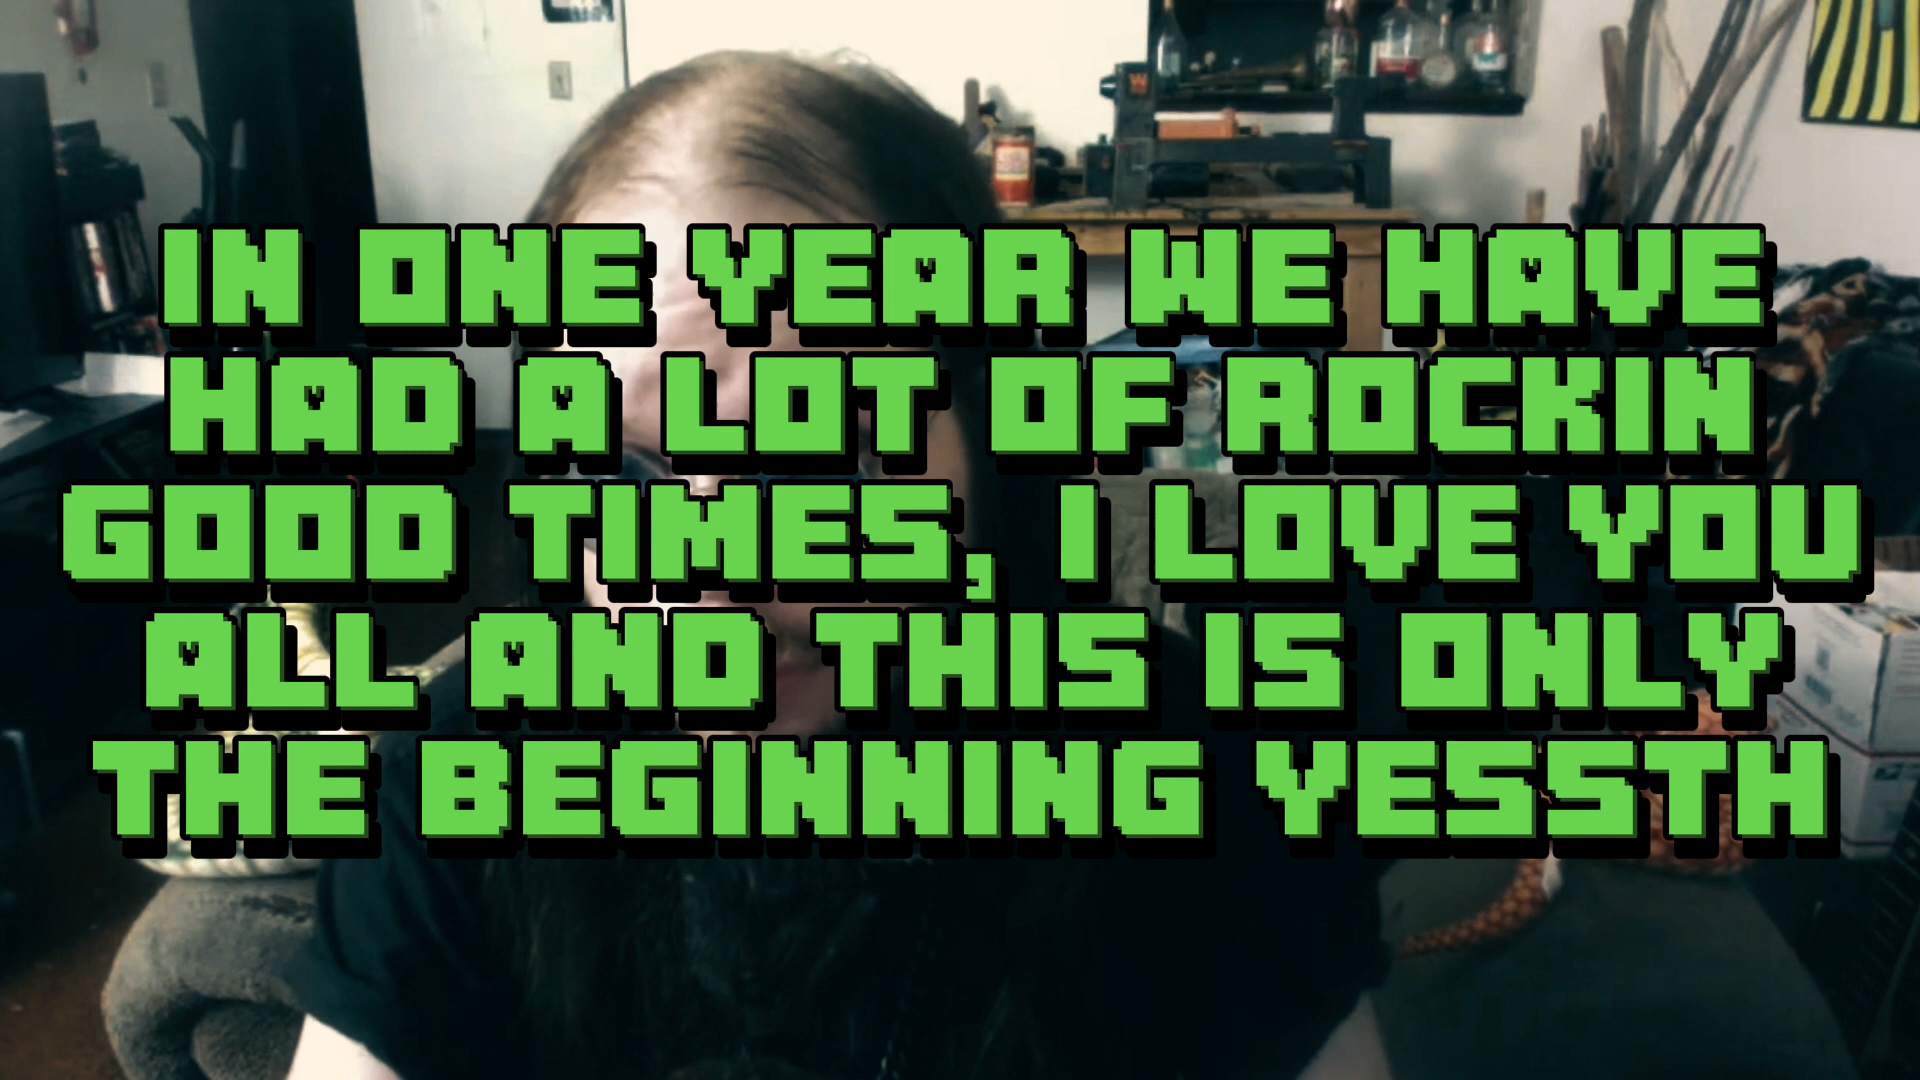 IN ONE YEAR WE HAVE
HAD A LOT OF ROCKIN
GOOD TIMES, I LOVE YOU
ALL AND THIS IS ONLY
THE BEGINNING YESSTH